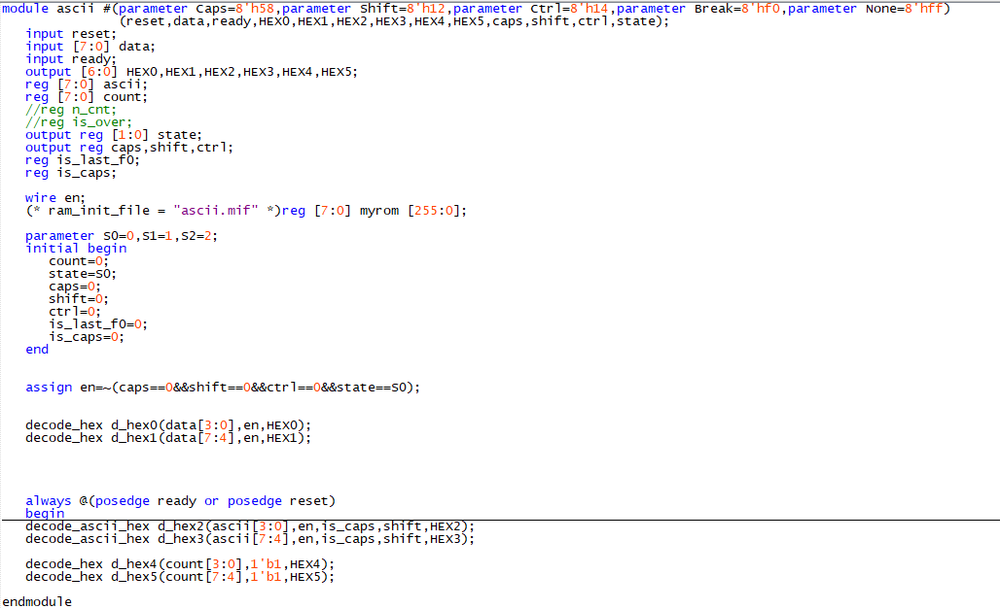 module ascii #(parameter Caps=8'h58,parameter Shift=8'h12,parameter Ctrl=8'h14,parameter Break=8'hf0,parameter None=8'hff)
(reset,data,ready,HEX0,HEX1,HEX2,HEX3,HEX4,HEX5,caps,shift,ctrl,state);
input reset;
input [7:0] data;
input ready;
output [6:0] HEX0,HEX1,HEX2,HEX3,HEX4,HEX5;
reg [7:0] ascii;
reg [7:0] count;
//reg n_cnt;
//reg is_over;
output reg [1:0] state;
output reg caps,shift,ctrl;
reg is_last_f0;
reg is_caps;
wire en;
(* ram_init_file = "ascii.mif" *)reg [7:0] myrom [255:0];
parameter S0=0,S1=1,S2=2;
initial begin
count=0;
state=S0;
caps=0;
shift=0;
ctrl=0;
is_last_f0=0;
is_caps=0;
end
assign en=~(caps==0&&shift==0&&ctrl==0&&state==S0);
decode_hex d_hex0(data[3:0],en,HEX0);
decode_hex d_hex1(data[7:4],en,HEX1);
always @(posedge ready or posedge reset)
begin
decode_ascii_hex d_hex2(ascii[3:0],en,is_caps,shift,HEX2);
decode_ascii_hex d_hex3(ascii[7:4],en,is_caps,shift,HEX3);
decode_hex d_hex4(count[3:0],1'b1,HEX4);
decode_hex d_hex5(count[7:4],1'b1,HEX5);
endmodule